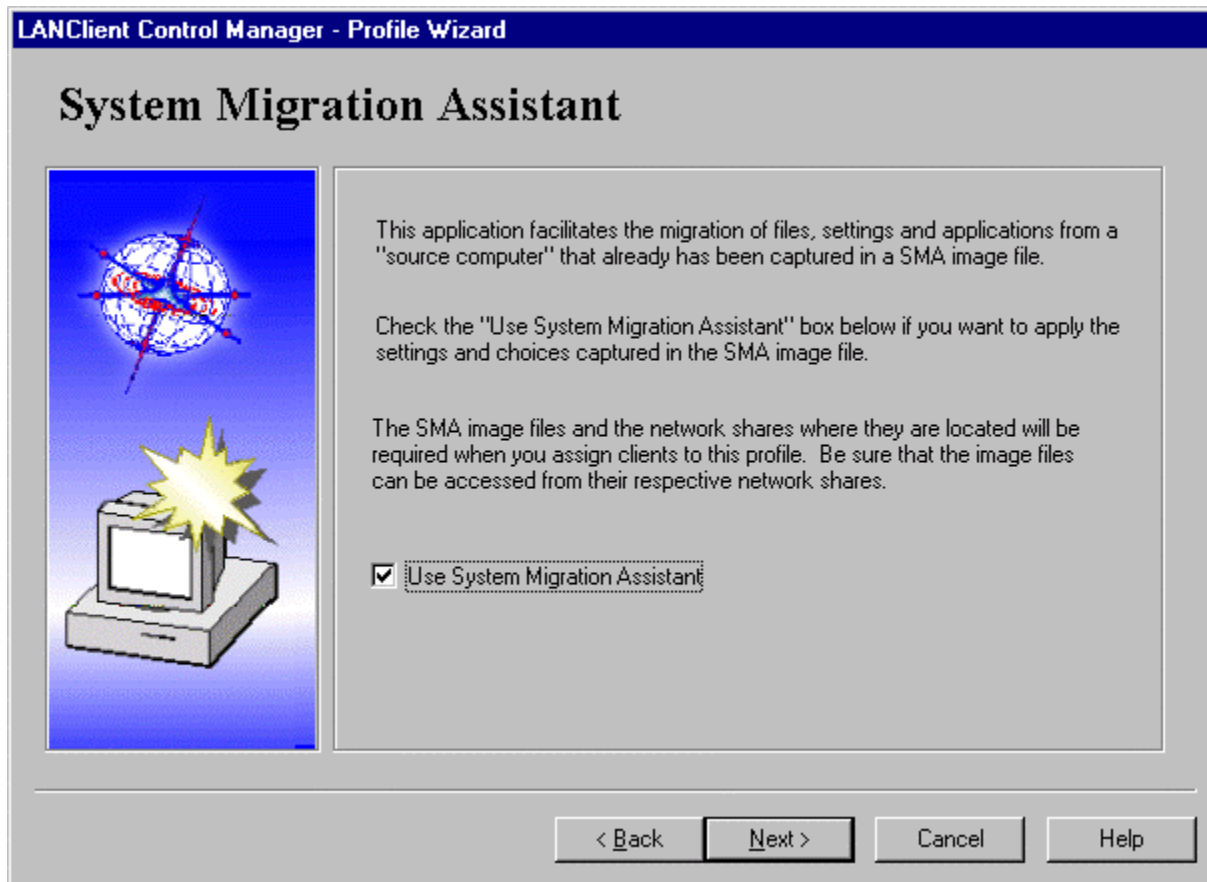 LANClient Control Manager - Profile Wizard
System Migration Assistant
This application facilitates the migration of files, settings and applications from a
"source computer" that already has been captured in a SMA image file.
Check the "Use System Migration Assistant" box below if you want to apply the
settings and choices captured in the SMA image file.
The SMA image files and the network shares where they are located will be
required when you assign clients to this profile.  Be sure that the image files
can be accessed from their respective network shares.
Use System Migration Assistant
< Back
Next >
Cancel
Help